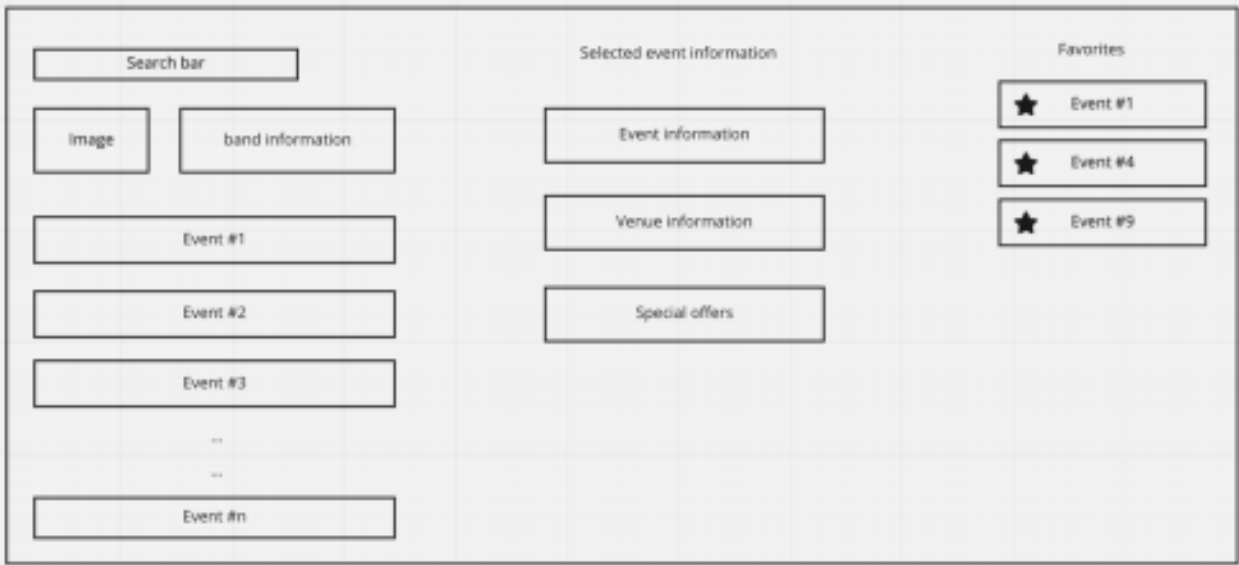 Search bar
Image
band information
Event #1
Event #2
Event #3
...
...
Event #n
Selected event information
Event information
Venue information
Special offers
Favorites
Event #1
Event #4
Event #9